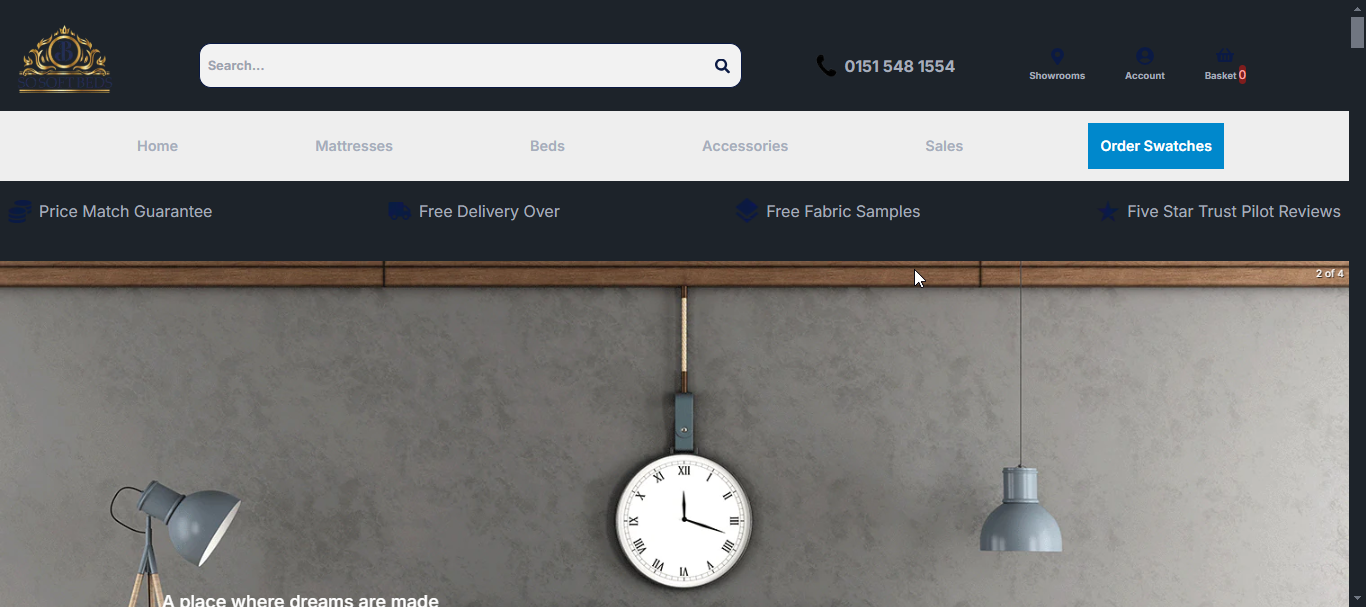 SOSOFTBEDS
Search...
0151 548 1554
Showrooms
Account
Basket 0
Home
Mattresses
Beds
Accessories
Sales
Order Swatches
Price Match Guarantee
Free Delivery Over
Free Fabric Samples
Five Star Trust Pilot Reviews
2 of 4
XII
I
II
III
IIII
V
VI
VII
VIII
IX
X
XI
A place where dreams are made